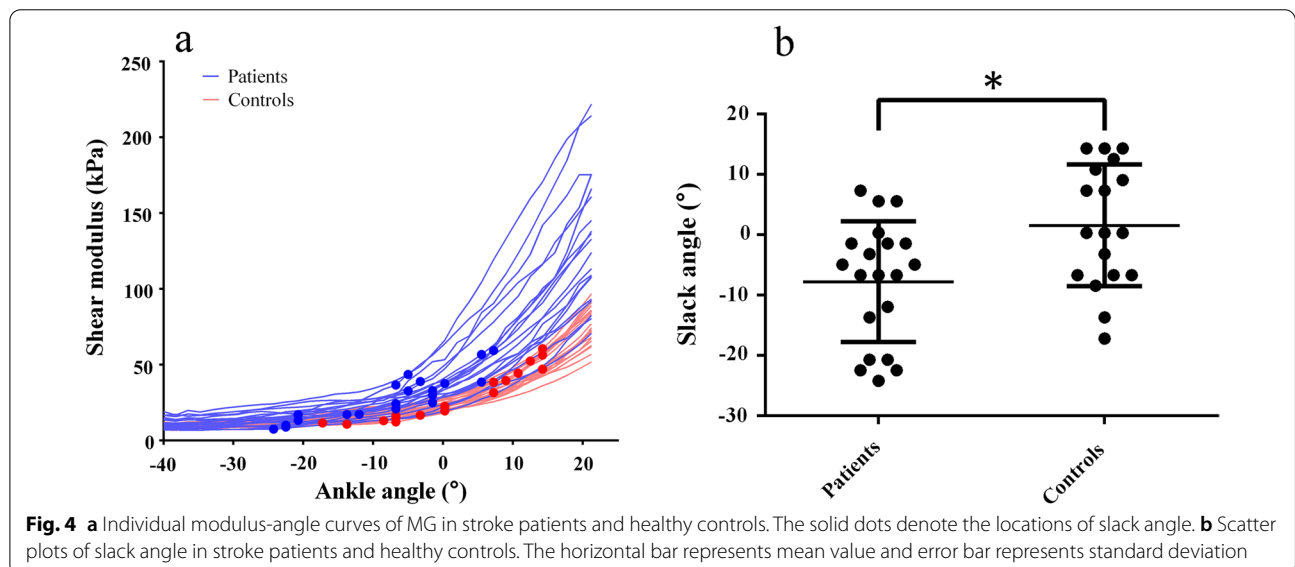 a
250
200
150
100
50
0
Shear modulus (kPa)
Patients
Controls
-40 -30 -20 -10 0 10 20
Ankle angle (°)
b
*
20
10
0
-10
-20
-30
Slack angle (°)
Patients
Controls
Fig. 4 a Individual modulus-angle curves of MG in stroke patients and healthy controls. The solid dots denote the locations of slack angle. b Scatter
plots of slack angle in stroke patients and healthy controls. The horizontal bar represents mean value and error bar represents standard deviation